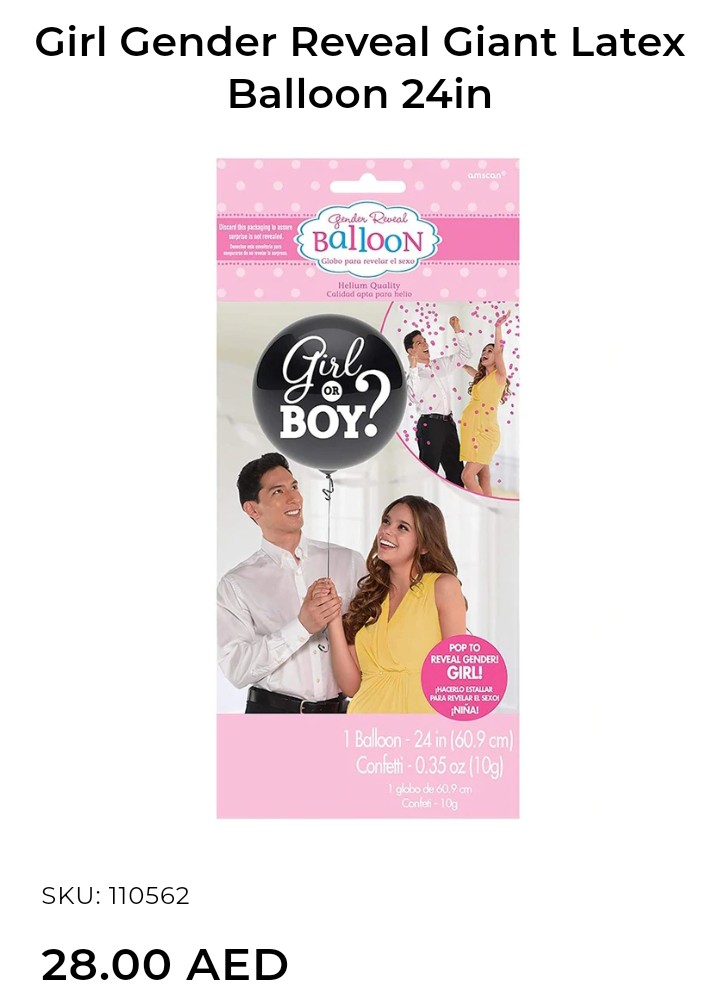 Girl Gender Reveal Giant Latex
Balloon 24in
amscan®
Discard this packaging to assure
surprise is not revealed.
Gender Reveal
BallooN
Globo para revelar el sexo
Helium Quality
Calidad apta para helio
Girl
OR
BOY?
POP TO
REVEAL GENDER!
GIRL!
¡HACERLO ESTALLAR
PARA REVELAR EL SEXO!
¡NIÑA!
1 Balloon - 24 in (60.9 cm)
Confetti - 0.35 oz (10g)
1 globo de 60.9 cm
Confeti - 10g
SKU: 110562
28.00 AED